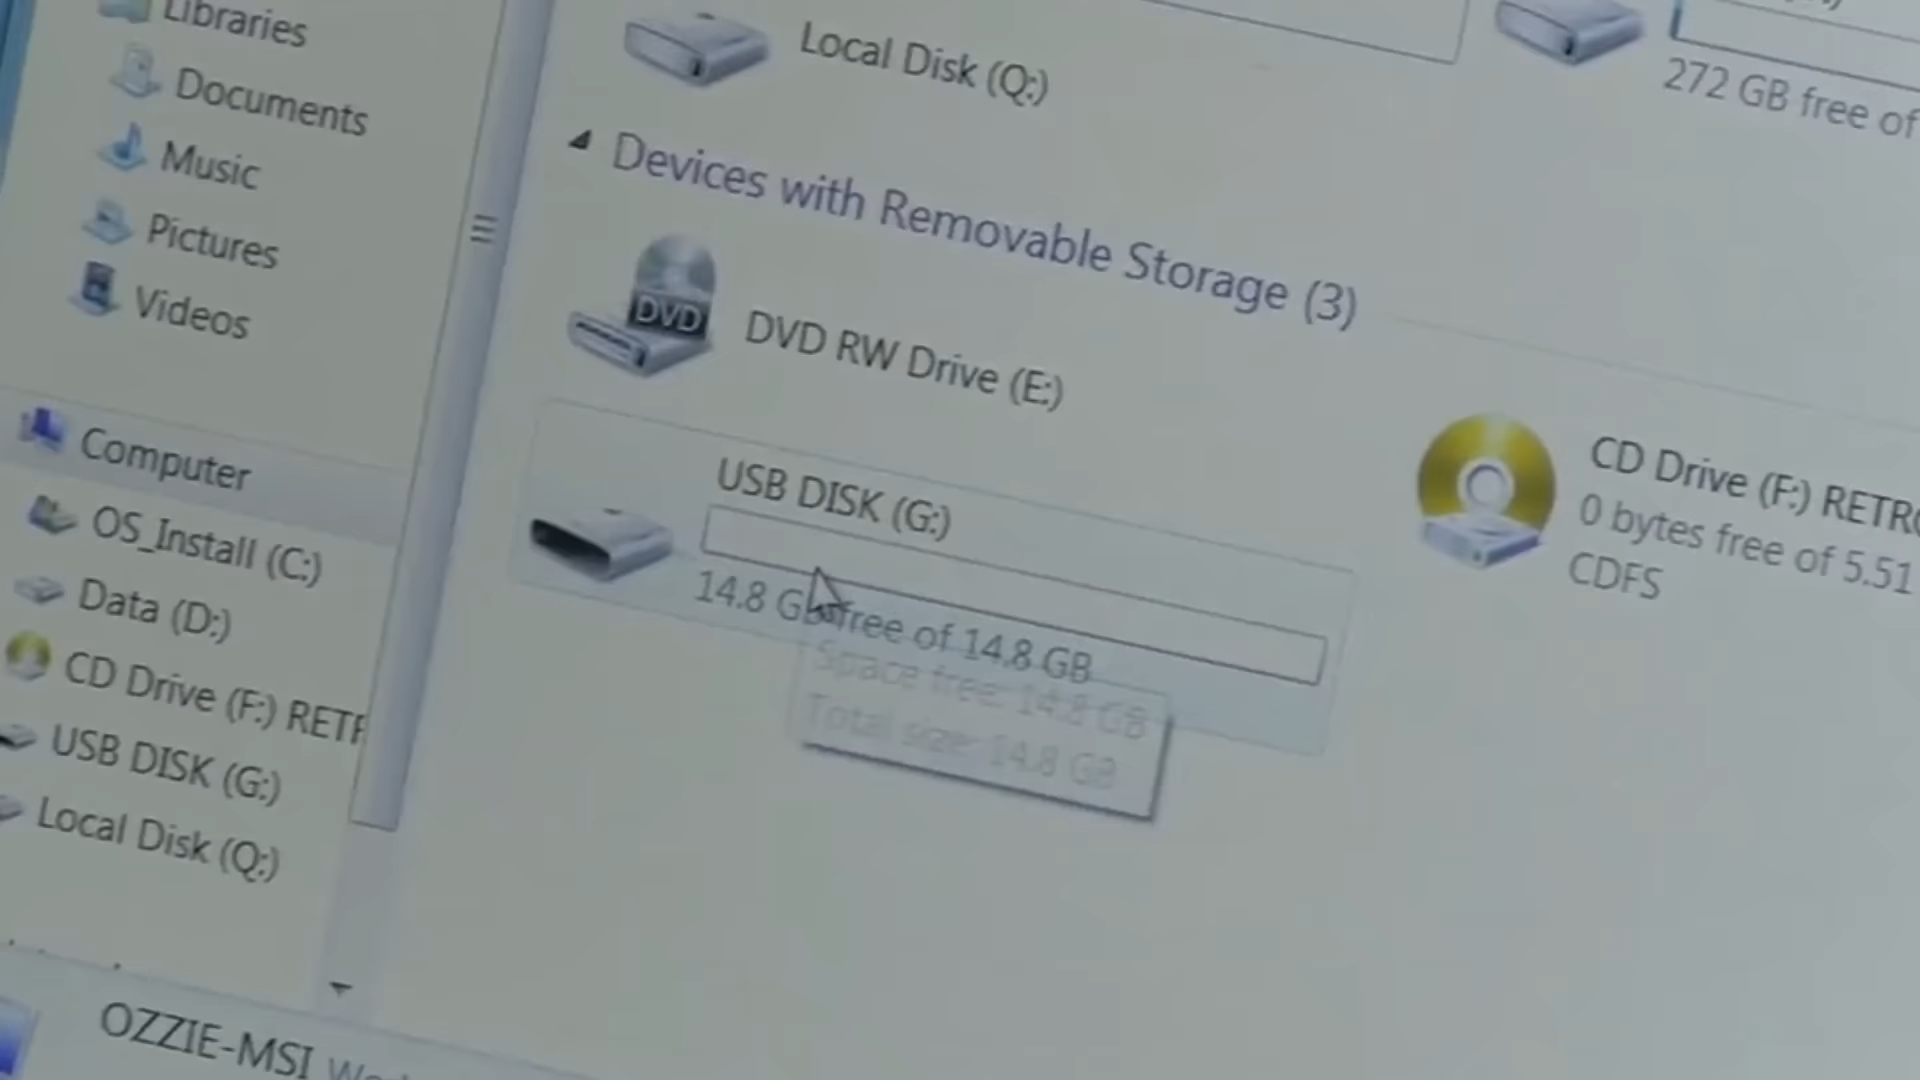 Libraries
Documents
Music
Pictures
Videos
Computer
OS_Install (C:)
Data (D:)
CD Drive (F:) RETR
USB DISK (G:)
Local Disk (Q:)
OZZIE-MSI
Local Disk (Q:)
272 GB free of
Devices with Removable Storage (3)
DVD
DVD RW Drive (E:)
USB DISK (G:)
14.8 GB free of 14.8 GB
Space free: 14.8 GB
Total size: 14.8 GB
CD Drive (F:) RETRO
0 bytes free of 5.51
CDFS